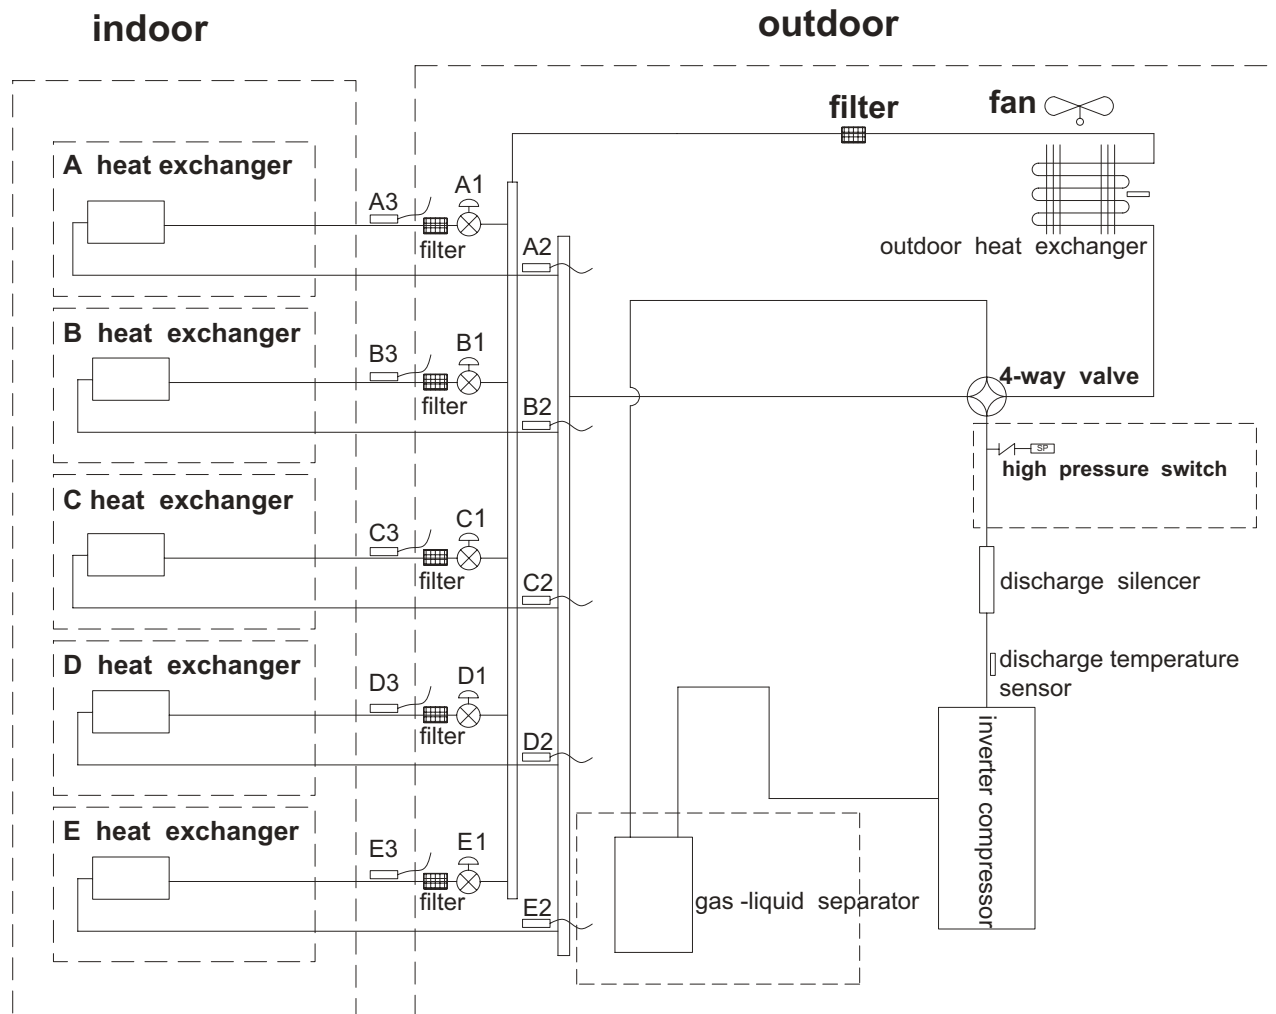 indoor
outdoor
filter
fan
A heat exchanger
A3
A1
filter
A2
outdoor heat exchanger
B heat exchanger
B3
B1
filter
B2
4-way valve
SP
high pressure switch
C heat exchanger
C3
C1
filter
C2
discharge silencer
D heat exchanger
D3
D1
filter
D2
discharge temperature
sensor
inverter compressor
E heat exchanger
E3
E1
filter
E2
gas -liquid separator